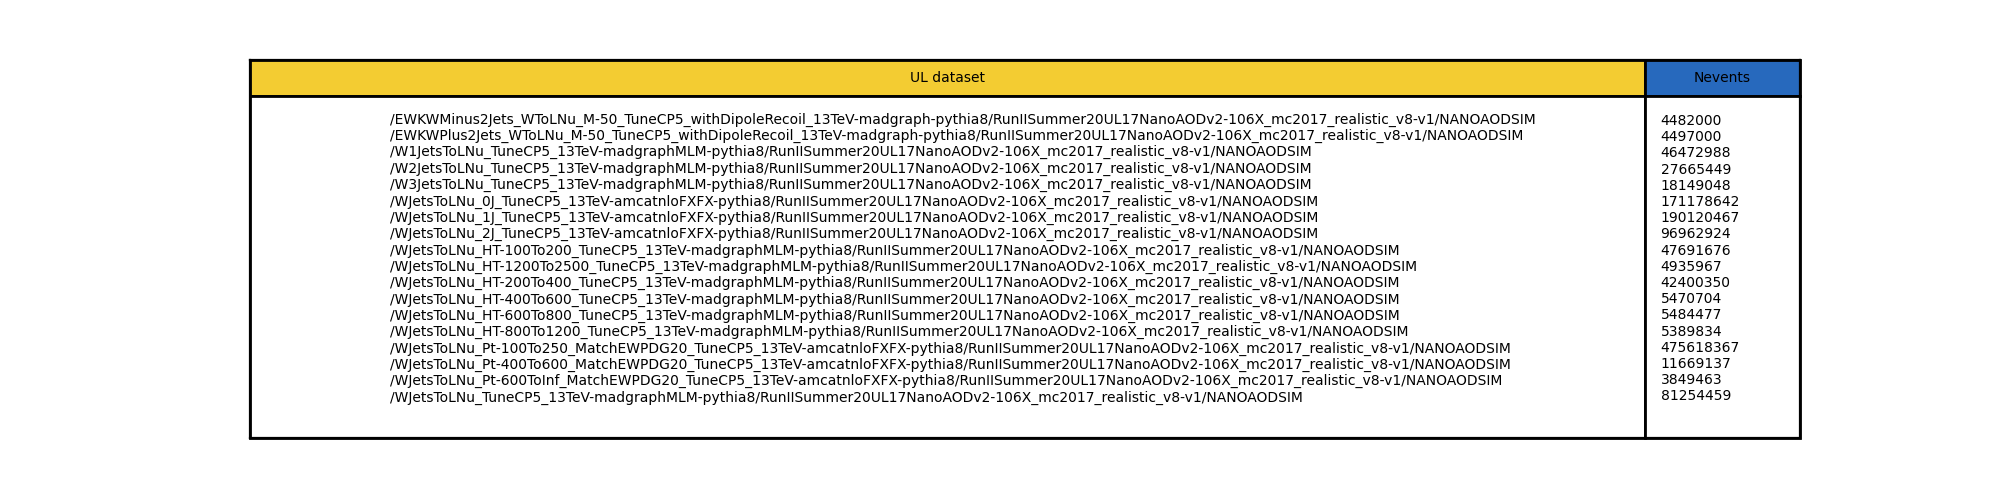 UL dataset Nevents
/EWKWMinus2Jets_WToLNu_M-50_TuneCP5_withDipoleRecoil_13TeV-madgraph-pythia8/RunIISummer20UL17NanoAODv2-106X_mc2017_realistic_v8-v1/NANOAODSIM 4482000
/EWKWPlus2Jets_WToLNu_M-50_TuneCP5_withDipoleRecoil_13TeV-madgraph-pythia8/RunIISummer20UL17NanoAODv2-106X_mc2017_realistic_v8-v1/NANOAODSIM 4497000
/W1JetsToLNu_TuneCP5_13TeV-madgraphMLM-pythia8/RunIISummer20UL17NanoAODv2-106X_mc2017_realistic_v8-v1/NANOAODSIM 46472988
/W2JetsToLNu_TuneCP5_13TeV-madgraphMLM-pythia8/RunIISummer20UL17NanoAODv2-106X_mc2017_realistic_v8-v1/NANOAODSIM 27665449
/W3JetsToLNu_TuneCP5_13TeV-madgraphMLM-pythia8/RunIISummer20UL17NanoAODv2-106X_mc2017_realistic_v8-v1/NANOAODSIM 18149048
/WJetsToLNu_0J_TuneCP5_13TeV-amcatnloFXFX-pythia8/RunIISummer20UL17NanoAODv2-106X_mc2017_realistic_v8-v1/NANOAODSIM 171178642
/WJetsToLNu_1J_TuneCP5_13TeV-amcatnloFXFX-pythia8/RunIISummer20UL17NanoAODv2-106X_mc2017_realistic_v8-v1/NANOAODSIM 190120467
/WJetsToLNu_2J_TuneCP5_13TeV-amcatnloFXFX-pythia8/RunIISummer20UL17NanoAODv2-106X_mc2017_realistic_v8-v1/NANOAODSIM 96962924
/WJetsToLNu_HT-100To200_TuneCP5_13TeV-madgraphMLM-pythia8/RunIISummer20UL17NanoAODv2-106X_mc2017_realistic_v8-v1/NANOAODSIM 47691676
/WJetsToLNu_HT-1200To2500_TuneCP5_13TeV-madgraphMLM-pythia8/RunIISummer20UL17NanoAODv2-106X_mc2017_realistic_v8-v1/NANOAODSIM 4935967
/WJetsToLNu_HT-200To400_TuneCP5_13TeV-madgraphMLM-pythia8/RunIISummer20UL17NanoAODv2-106X_mc2017_realistic_v8-v1/NANOAODSIM 42400350
/WJetsToLNu_HT-400To600_TuneCP5_13TeV-madgraphMLM-pythia8/RunIISummer20UL17NanoAODv2-106X_mc2017_realistic_v8-v1/NANOAODSIM 5470704
/WJetsToLNu_HT-600To800_TuneCP5_13TeV-madgraphMLM-pythia8/RunIISummer20UL17NanoAODv2-106X_mc2017_realistic_v8-v1/NANOAODSIM 5484477
/WJetsToLNu_HT-800To1200_TuneCP5_13TeV-madgraphMLM-pythia8/RunIISummer20UL17NanoAODv2-106X_mc2017_realistic_v8-v1/NANOAODSIM 5389834
/WJetsToLNu_Pt-100To250_MatchEWPDG20_TuneCP5_13TeV-amcatnloFXFX-pythia8/RunIISummer20UL17NanoAODv2-106X_mc2017_realistic_v8-v1/NANOAODSIM 475618367
/WJetsToLNu_Pt-400To600_MatchEWPDG20_TuneCP5_13TeV-amcatnloFXFX-pythia8/RunIISummer20UL17NanoAODv2-106X_mc2017_realistic_v8-v1/NANOAODSIM 11669137
/WJetsToLNu_Pt-600ToInf_MatchEWPDG20_TuneCP5_13TeV-amcatnloFXFX-pythia8/RunIISummer20UL17NanoAODv2-106X_mc2017_realistic_v8-v1/NANOAODSIM 3849463
/WJetsToLNu_TuneCP5_13TeV-madgraphMLM-pythia8/RunIISummer20UL17NanoAODv2-106X_mc2017_realistic_v8-v1/NANOAODSIM 81254459